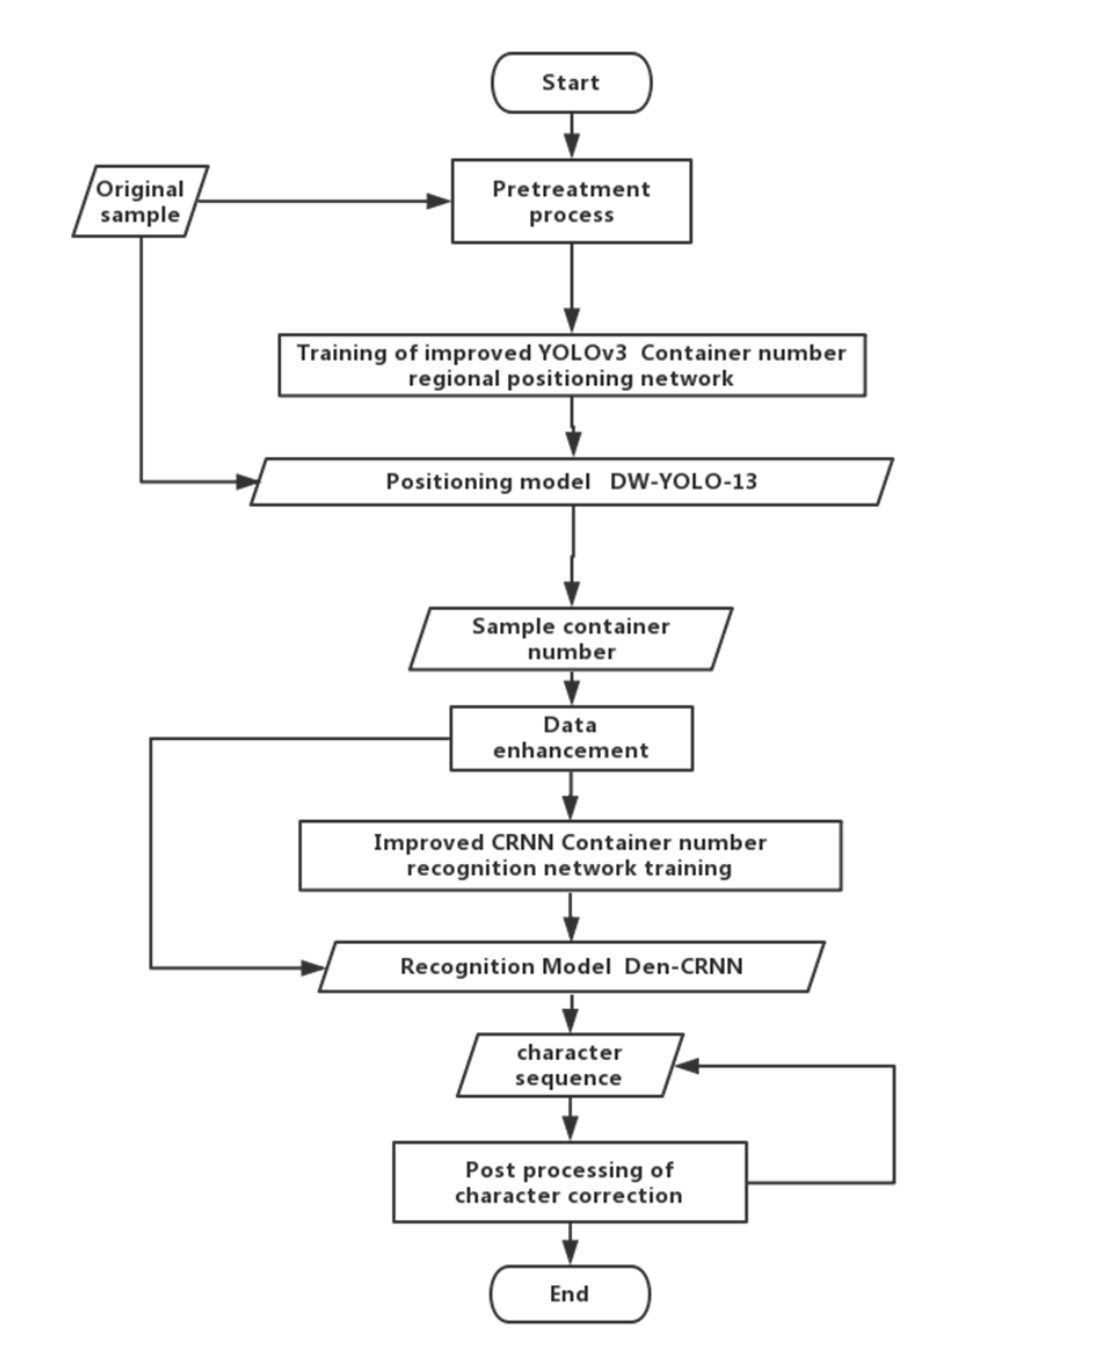 Start
Original
sample
Pretreatment
process
Training of improved YOLOv3 Container number
regional positioning network
Positioning model DW-YOLO-13
Sample container
number
Data
enhancement
Improved CRNN Container number
recognition network training
Recognition Model Den-CRNN
character
sequence
Post processing of
character correction
End